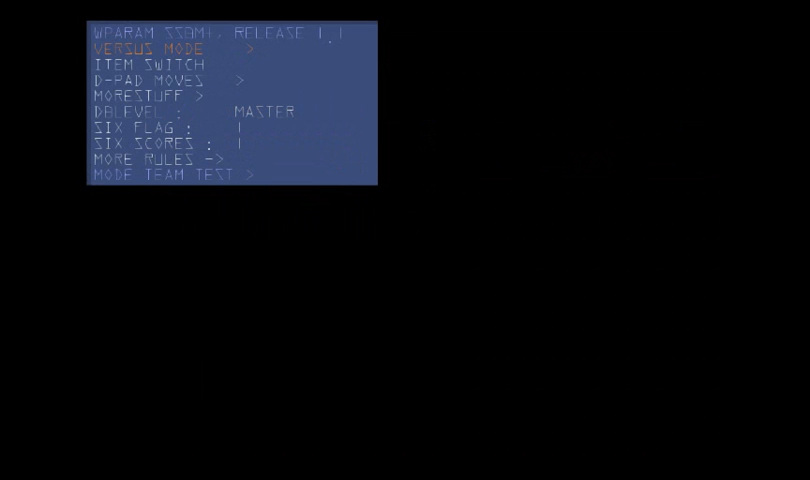 WPARAM SSBM+, RELEASE 1.1
VERSUS MODE >
ITEM SWITCH
D-PAD MOVES >
MORESTUFF >
DBLEVEL : MASTER
SIX FLAG : 1
SIX SCORES : 1
MORE RULES ->
MODE TEAM TEST >